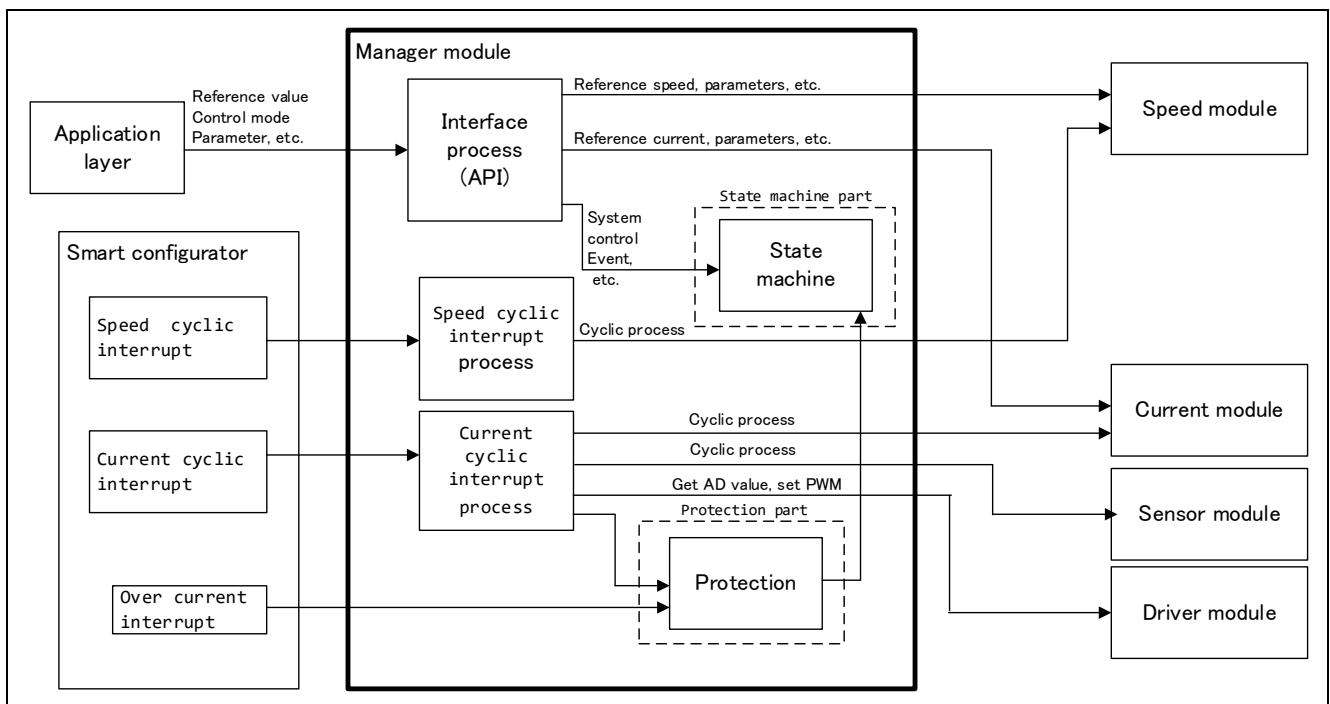 Manager module
Reference value
Control mode
Parameter, etc.
Application
layer
Interface
process
(API)
Reference speed, parameters, etc.
Reference current, parameters, etc.
Speed module
State machine part
System
control
Event,
etc.
State
machine
Smart configurator
Speed cyclic
interrupt
Speed cyclic
interrupt
process
Cyclic process
Current cyclic
interrupt
Current
cyclic
interrupt
process
Cyclic process
Cyclic process
Get AD value, set PWM
Current module
Sensor module
Protection part
Protection
Over current
interrupt
Driver module